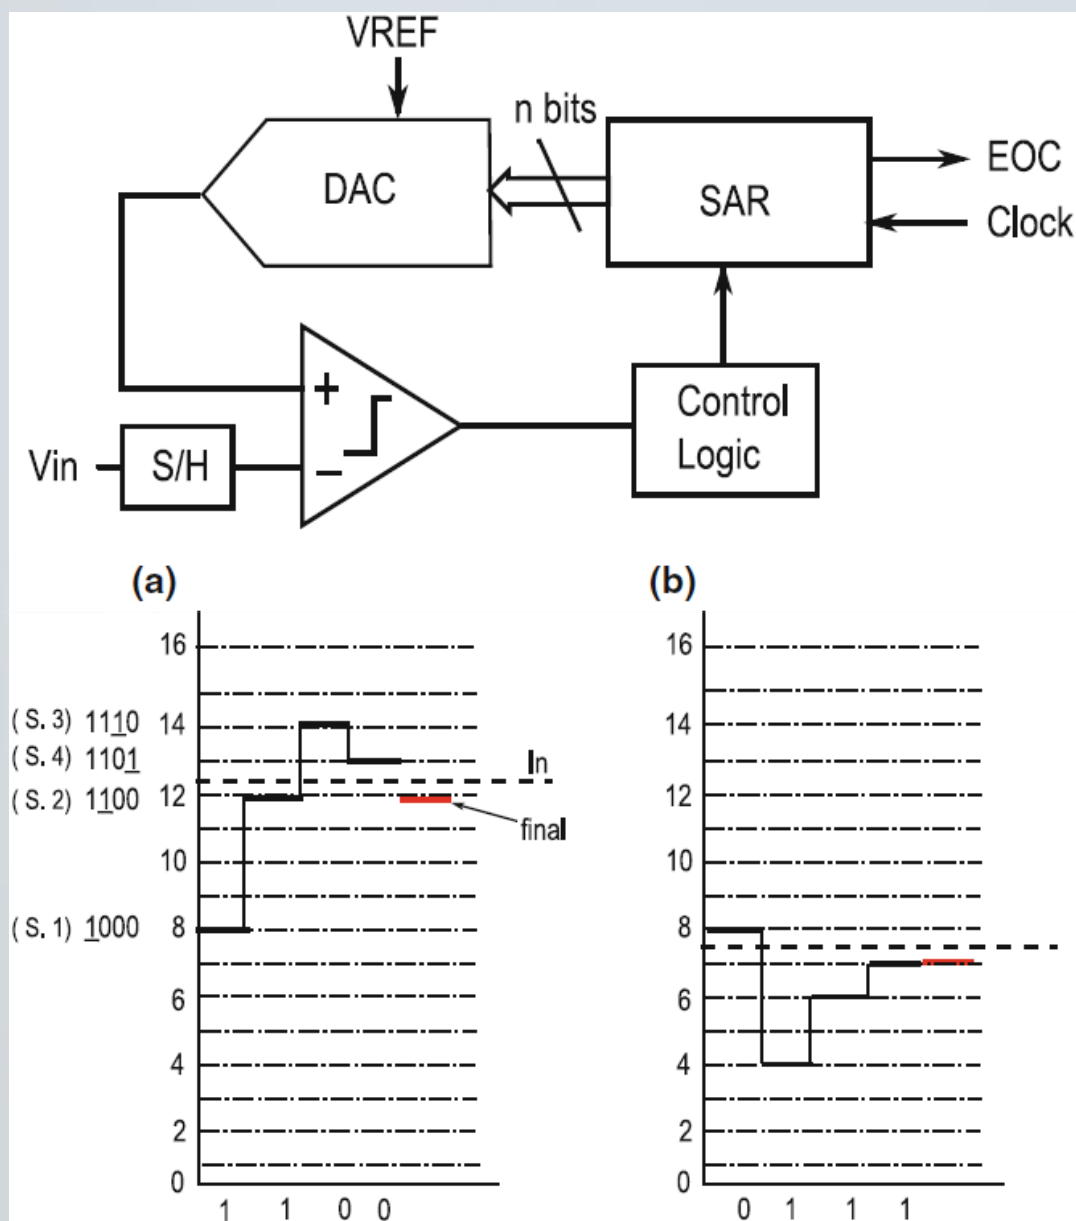 VREF
n bits
DAC
SAR
EOC
Clock
+
Control
Logic
Vin
S/H
−
(a)
16
(S. 3) 1110 14
(S. 4) 1101
In
(S. 2) 1100 12
final
10
(S. 1) 1000 8
6
4
2
0
1 1 0 0
(b)
16
14
12
10
8
6
4
2
0
0 1 1 1